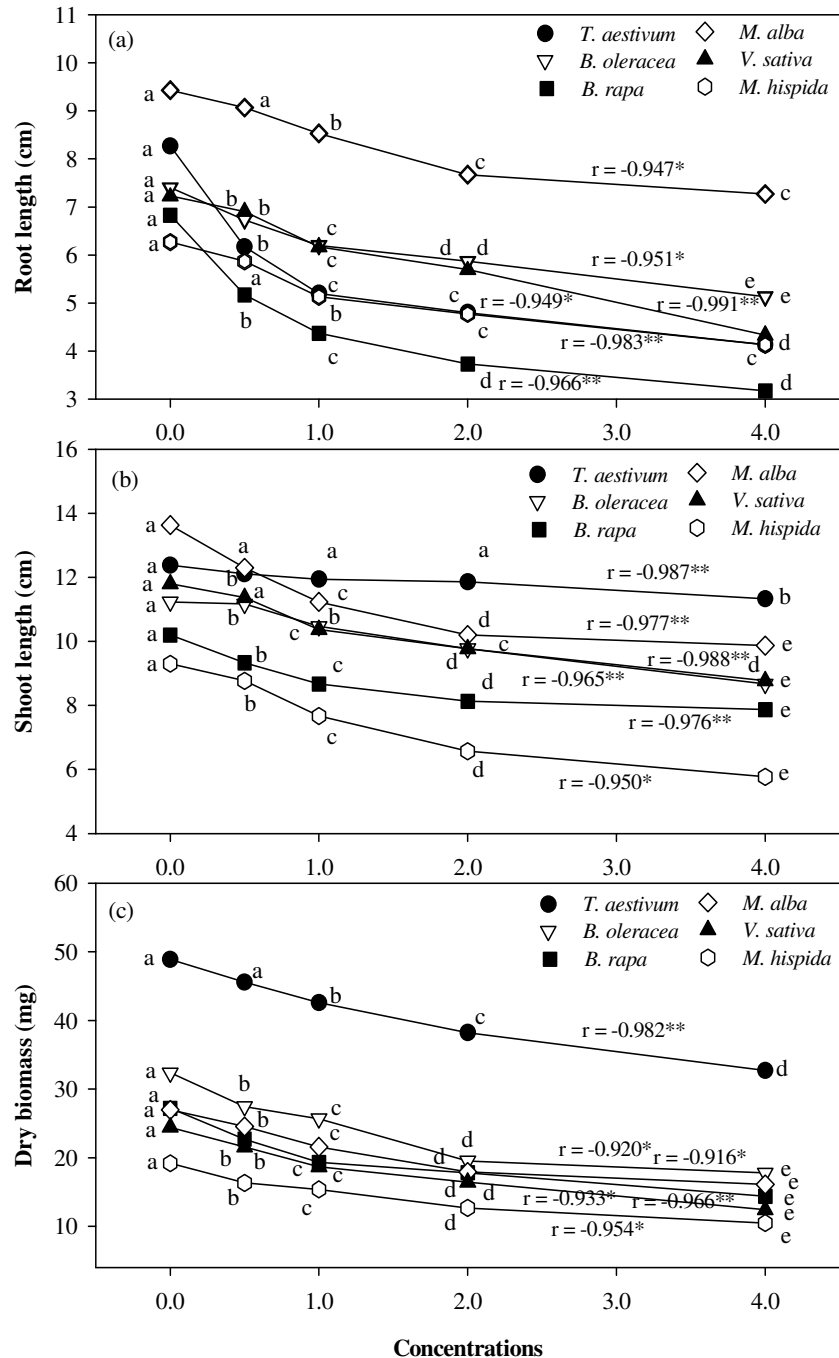 11
(a)
T. aestivum
M. alba
10
B. oleracea
V. sativa
B. rapa
M. hispida
a
a
9
b
a
8
c
r = -0.947*
a
c
7
a
b
b
a
c
d
d
6
a
b
c
r = -0.951*
e
a
c
e
5
c
r = -0.949*
r = -0.991**
b
b
c
r = -0.983**
d
4
c
c
d
r = -0.966**
d
3
Root length (cm)
0.0
1.0
2.0
3.0
4.0
16
(b)
T. aestivum
M. alba
B. oleracea
V. sativa
14
B. rapa
M. hispida
a
a
a
a
12
a
b
r = -0.987**
a
a
c
b
a
b
c
b
d
r = -0.977**
10
a
b
d
c
r = -0.988**
d
e
a
c
d
r = -0.965**
e
8
b
r = -0.976**
e
c
6
d
r = -0.950*
e
4
Shoot length (cm)
0.0
1.0
2.0
3.0
4.0
60
(c)
T. aestivum
M. alba
B. oleracea
V. sativa
50
B. rapa
M. hispida
a
a
b
40
c
r = -0.982**
d
30
a
b
a
c
a
b
c
d
20
a
r = -0.920*
r = -0.916*
b
b
d
e
a
c
c
e
b
d
d
r = -0.933*
r = -0.966**
e
10
c
d
r = -0.954*
e
e
Dry biomass (mg)
0.0
1.0
2.0
3.0
4.0
Concentrations